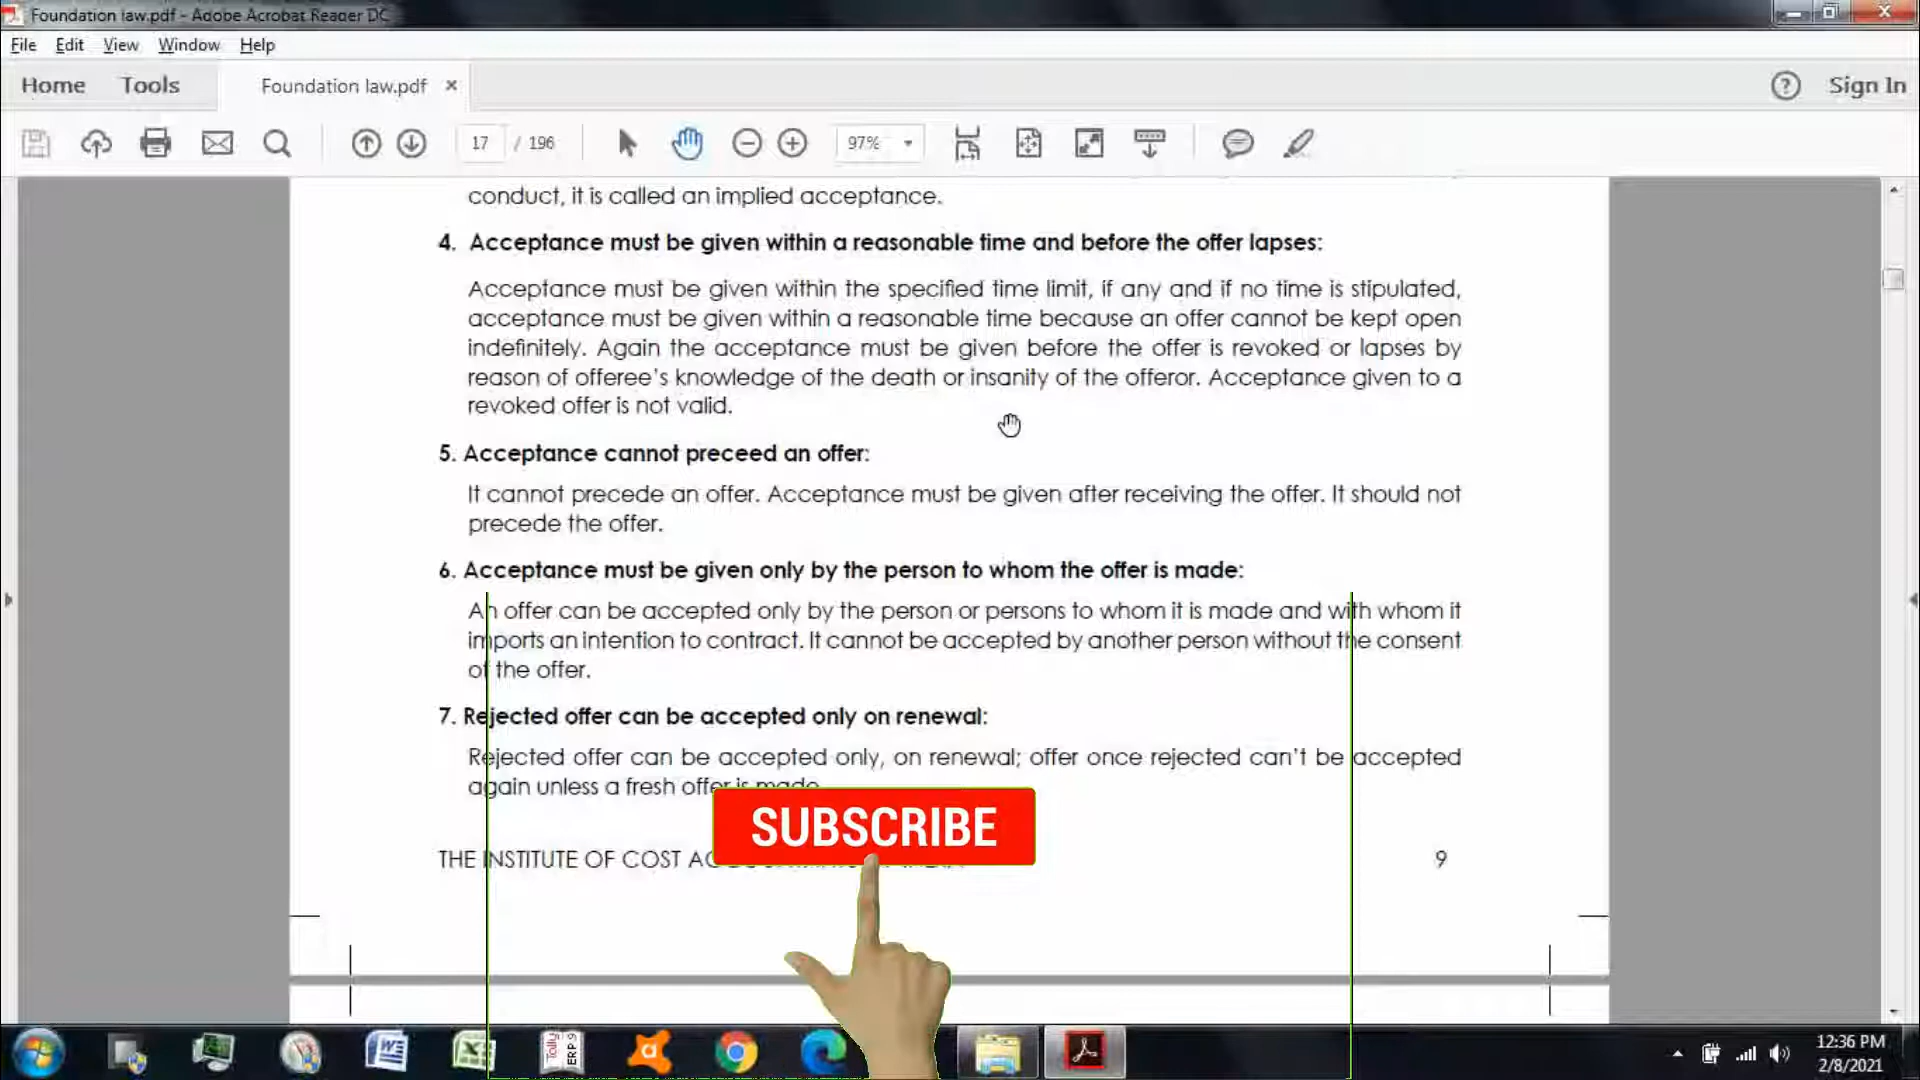 Foundation law.pdf - Adobe Acrobat Reader DC
File Edit View Window Help
Home Tools Foundation law.pdf × ? Sign In
17 / 196 97%
conduct, it is called an implied acceptance.
4. Acceptance must be given within a reasonable time and before the offer lapses:
Acceptance must be given within the specified time limit, if any and if no time is stipulated,
acceptance must be given within a reasonable time because an offer cannot be kept open
indefinitely. Again the acceptance must be given before the offer is revoked or lapses by
reason of offeree's knowledge of the death or insanity of the offeror. Acceptance given to a
revoked offer is not valid.
5. Acceptance cannot preceed an offer:
It cannot precede an offer. Acceptance must be given after receiving the offer. It should not
precede the offer.
6. Acceptance must be given only by the person to whom the offer is made:
An offer can be accepted only by the person or persons to whom it is made and with whom it
imports an intention to contract. It cannot be accepted by another person without the consent
of the offer.
7. Rejected offer can be accepted only on renewal:
Rejected offer can be accepted only, on renewal; offer once rejected can't be accepted
again unless a fresh offer is made
SUBSCRIBE
THE INSTITUTE OF COST 9
Tally ERP 9
12:36 PM
2/8/2021